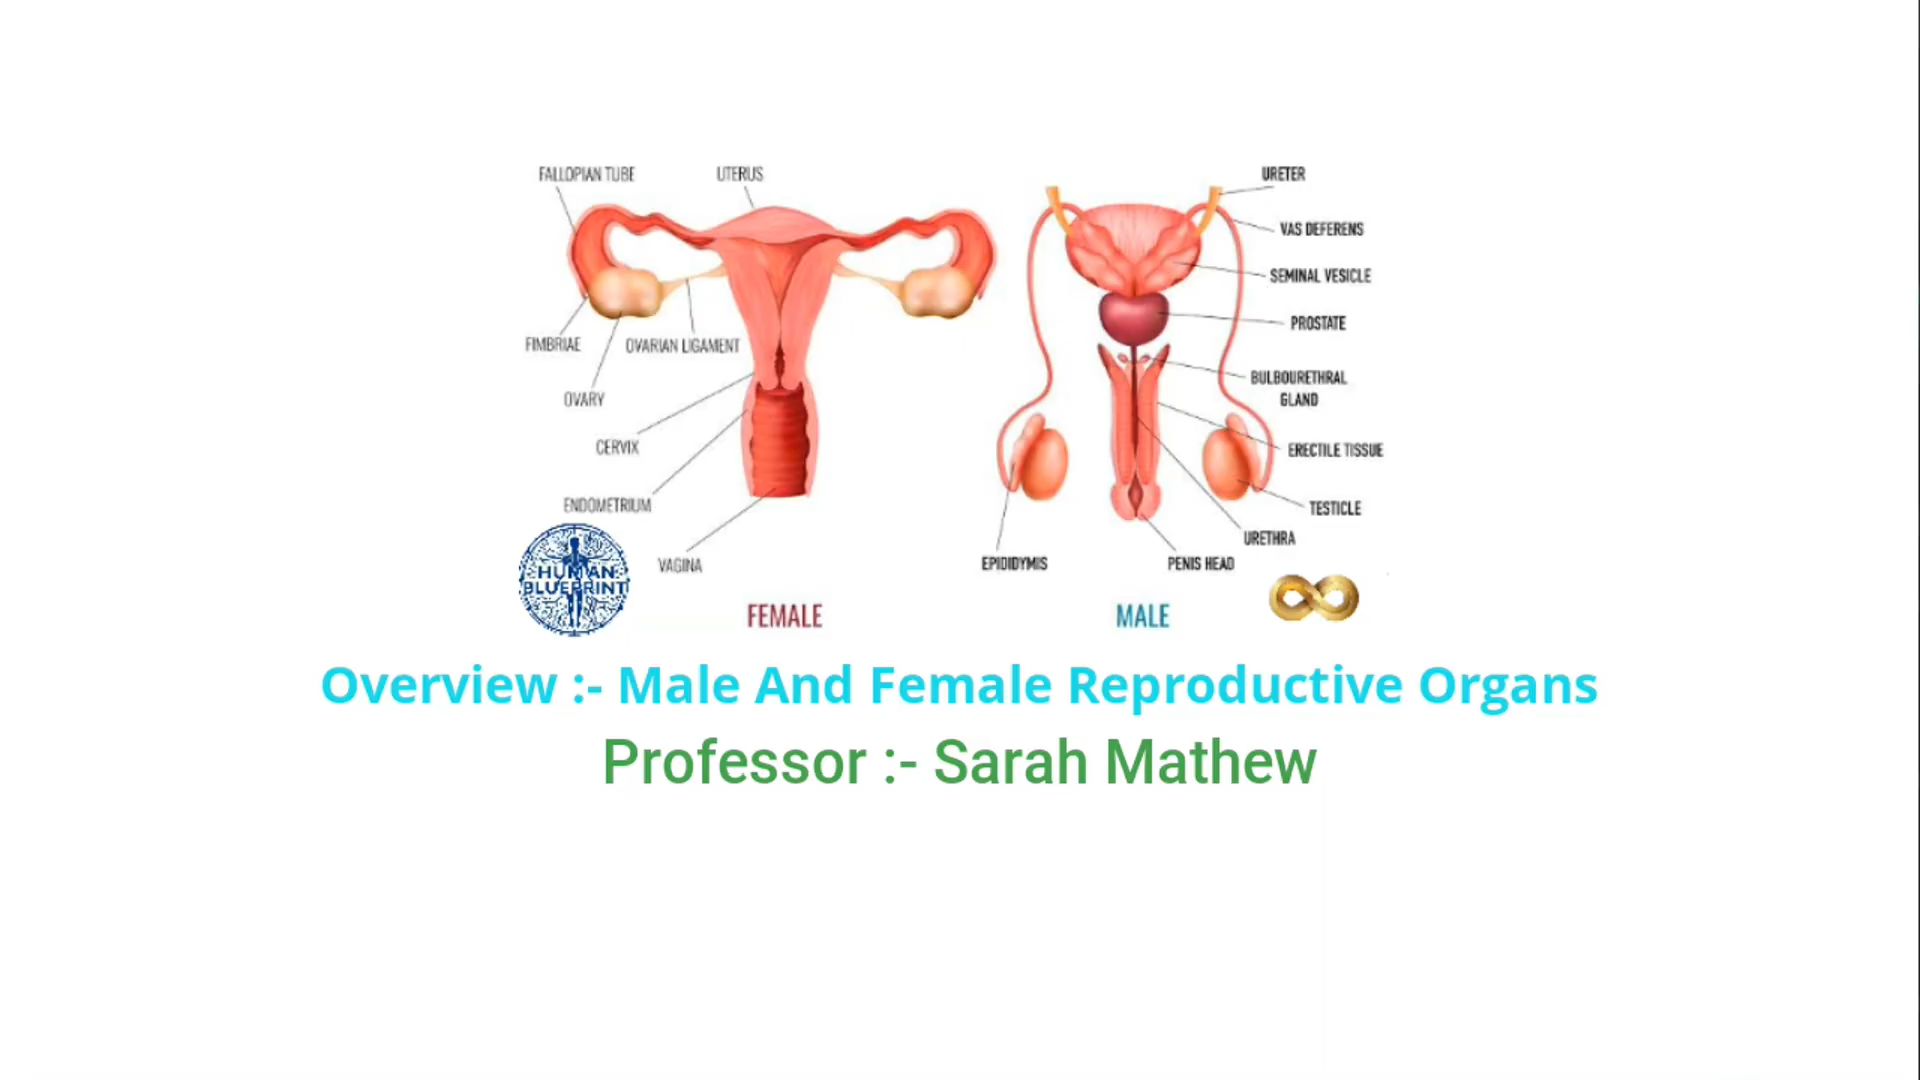 FALLOPIAN TUBE
UTERUS
FIMBRIAE
OVARIAN LIGAMENT
OVARY
CERVIX
ENDOMETRIUM
VAGINA
HUMAN
BLUEPRINT
FEMALE
URETER
VAS DEFERENS
SEMINAL VESICLE
PROSTATE
BULBOURETHRAL
GLAND
ERECTILE TISSUE
TESTICLE
URETHRA
EPIDIDYMIS
PENIS HEAD
MALE
Overview :- Male And Female Reproductive Organs
Professor :- Sarah Mathew